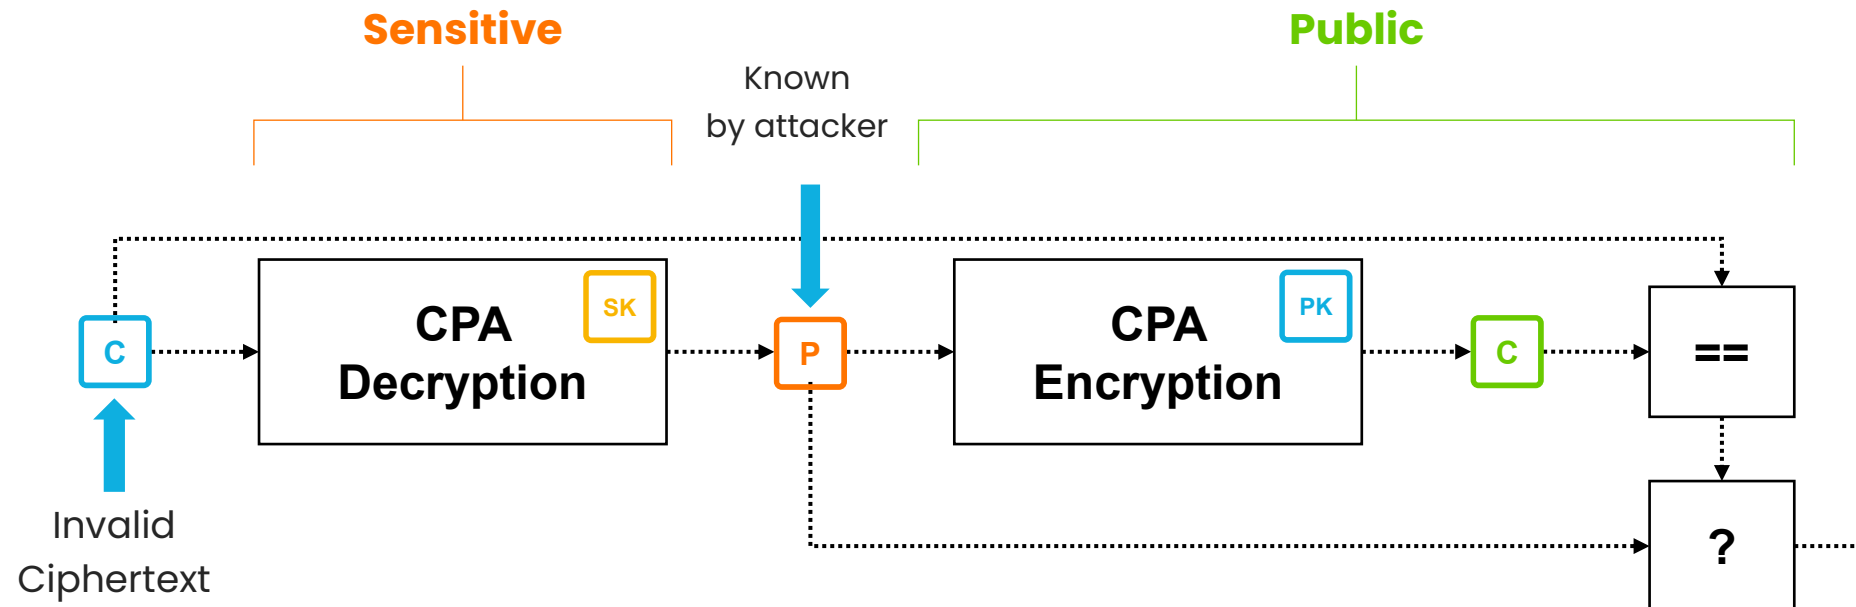 Sensitive
Public
Known
by attacker
SK
PK
CPA
Decryption
CPA
Encryption
C
P
C
==
?
Invalid
Ciphertext